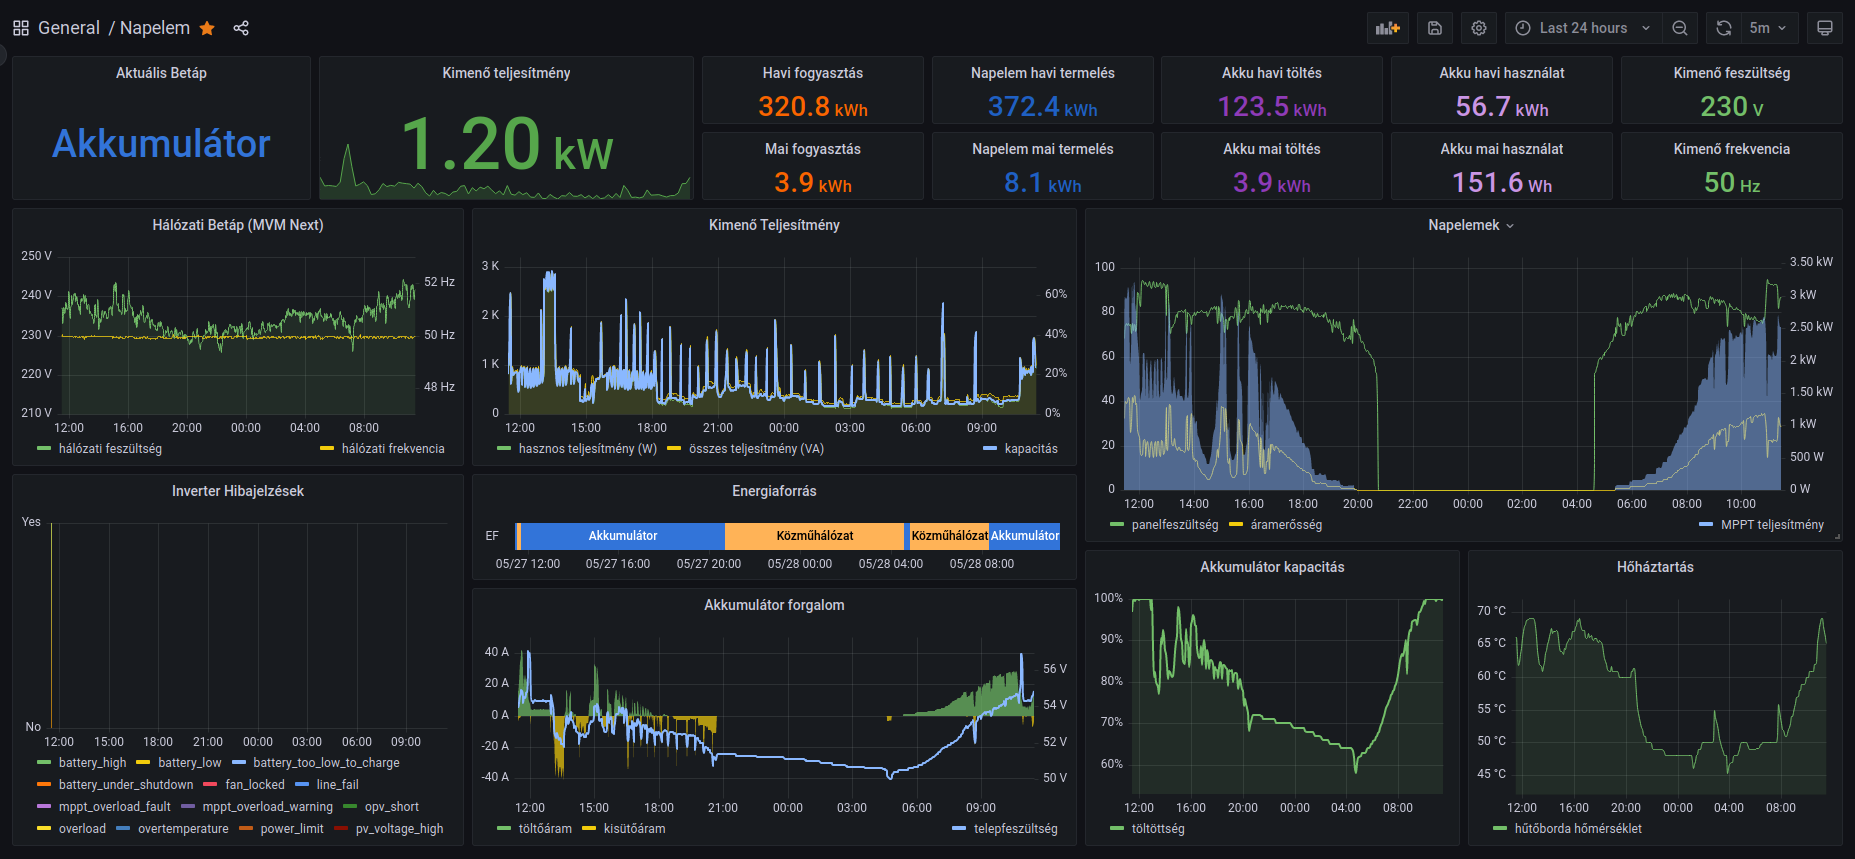 General / Napelem
Last 24 hours
5m
Aktuális Betáp
Akkumulátor
Kimenő teljesítmény
1.20 kW
Havi fogyasztás
320.8 kWh
Napelem havi termelés
372.4 kWh
Akku havi töltés
123.5 kWh
Akku havi használat
56.7 kWh
Kimenő feszültség
230 V
Mai fogyasztás
3.9 kWh
Napelem mai termelés
8.1 kWh
Akku mai töltés
3.9 kWh
Akku mai használat
151.6 Wh
Kimenő frekvencia
50 Hz
Hálózati Betáp (MVM Next)
250 V
240 V
230 V
220 V
210 V
52 Hz
50 Hz
48 Hz
12:00 16:00 20:00 00:00 04:00 08:00
hálózati feszültség hálózati frekvencia
Kimenő Teljesítmény
3 K
2 K
1 K
0
60%
40%
20%
0%
12:00 15:00 18:00 21:00 00:00 03:00 06:00 09:00
hasznos teljesítmény (W) összes teljesítmény (VA) kapacitás
Napelemek
100
80
60
40
20
0
3.50 kW
3 kW
2.50 kW
2 kW
1.50 kW
1 kW
500 W
0 W
12:00 14:00 16:00 18:00 20:00 22:00 00:00 02:00 04:00 06:00 08:00 10:00
panelfeszültség áramerősség MPPT teljesítmény
Inverter Hibajelzések
Yes
No
12:00 15:00 18:00 21:00 00:00 03:00 06:00 09:00
battery_high battery_low battery_too_low_to_charge
battery_under_shutdown fan_locked line_fail
mppt_overload_fault mppt_overload_warning opv_short
overload overtemperature power_limit pv_voltage_high
Energiaforrás
EF
Akkumulátor Közműhálózat Közműhálózat Akkumulátor
05/27 12:00 05/27 16:00 05/27 20:00 05/28 00:00 05/28 04:00 05/28 08:00
Akkumulátor forgalom
40 A
20 A
0 A
-20 A
-40 A
56 V
54 V
52 V
50 V
12:00 15:00 18:00 21:00 00:00 03:00 06:00 09:00
töltőáram kisütőáram telepfeszültség
Akkumulátor kapacitás
100%
90%
80%
70%
60%
12:00 16:00 20:00 00:00 04:00 08:00
töltöttség
Hőháztartás
70 °C
65 °C
60 °C
55 °C
50 °C
45 °C
12:00 16:00 20:00 00:00 04:00 08:00
hűtőborda hőmérséklet